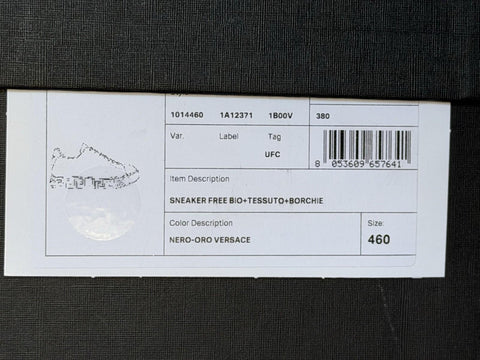 1014460 1A12371 1B00V 380
Var. Label Tag
UFC
8 053609 657641
Item Description
SNEAKER FREE BIO+TESSUTO+BORCHIE
Color Description Size:
NERO-ORO VERSACE 460